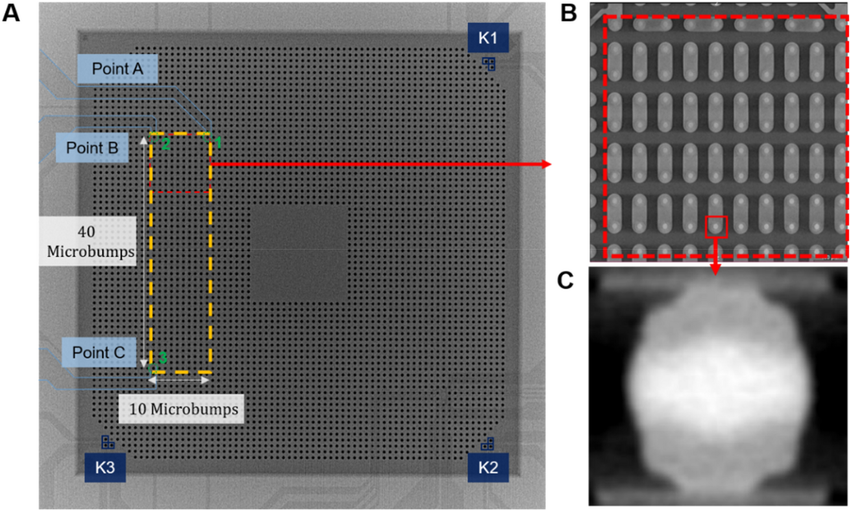 A
K1
Point A
2
1
Point B
40
Microbumps
Point C
3
10 Microbumps
K3
K2
B
C